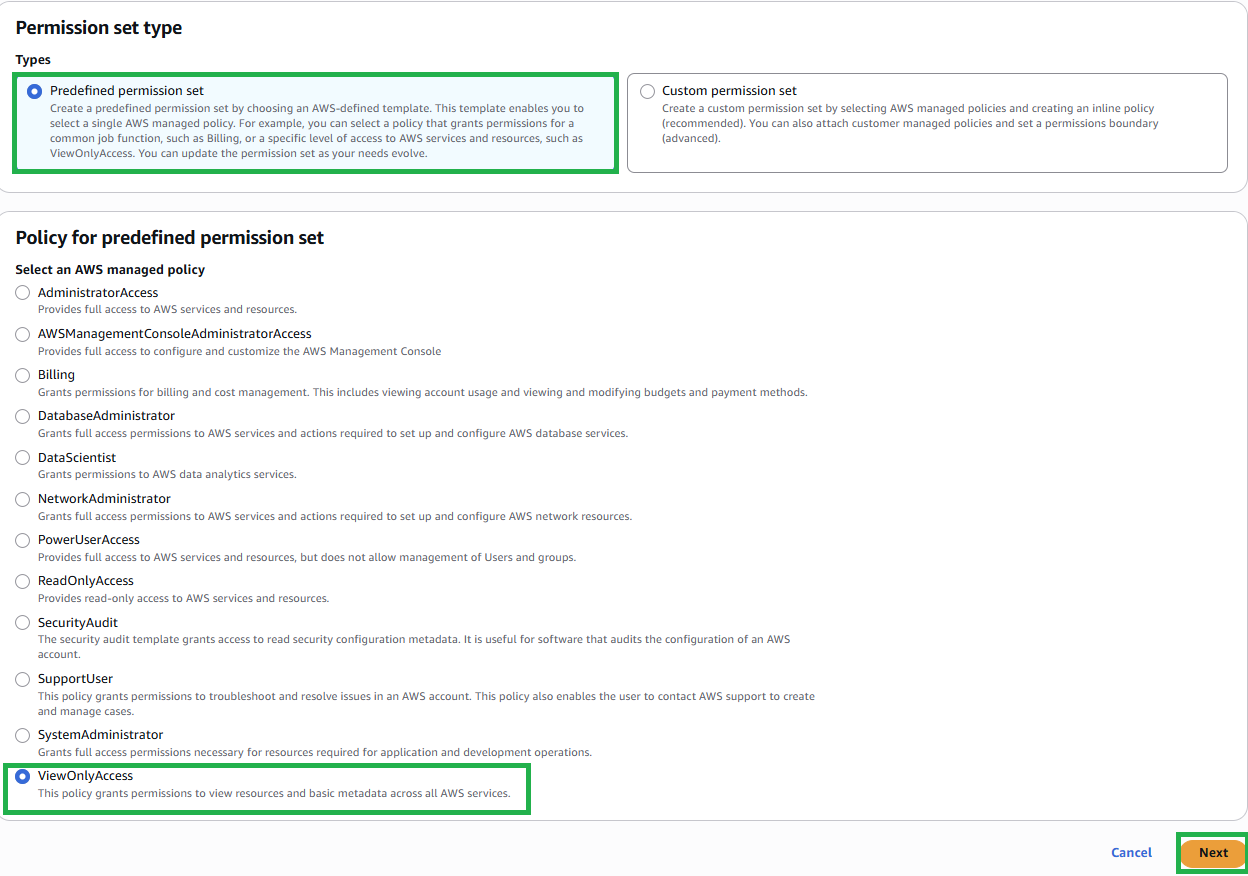 Permission set type
Types
Predefined permission set
Create a predefined permission set by choosing an AWS-defined template. This template enables you to
select a single AWS managed policy. For example, you can select a policy that grants permissions for a
common job function, such as Billing, or a specific level of access to AWS services and resources, such as
ViewOnlyAccess. You can update the permission set as your needs evolve.
Custom permission set
Create a custom permission set by selecting AWS managed policies and creating an inline policy
(recommended). You can also attach customer managed policies and set a permissions boundary
(advanced).
Policy for predefined permission set
Select an AWS managed policy
AdministratorAccess
Provides full access to AWS services and resources.
AWSManagementConsoleAdministratorAccess
Provides full access to configure and customize the AWS Management Console
Billing
Grants permissions for billing and cost management. This includes viewing account usage and viewing and modifying budgets and payment methods.
DatabaseAdministrator
Grants full access permissions to AWS services and actions required to set up and configure AWS database services.
DataScientist
Grants permissions to AWS data analytics services.
NetworkAdministrator
Grants full access permissions to AWS services and actions required to set up and configure AWS network resources.
PowerUserAccess
Provides full access to AWS services and resources, but does not allow management of Users and groups.
ReadOnlyAccess
Provides read-only access to AWS services and resources.
SecurityAudit
The security audit template grants access to read security configuration metadata. It is useful for software that audits the configuration of an AWS
account.
SupportUser
This policy grants permissions to troubleshoot and resolve issues in an AWS account. This policy also enables the user to contact AWS support to create
and manage cases.
SystemAdministrator
Grants full access permissions necessary for resources required for application and development operations.
ViewOnlyAccess
This policy grants permissions to view resources and basic metadata across all AWS services.
Cancel
Next